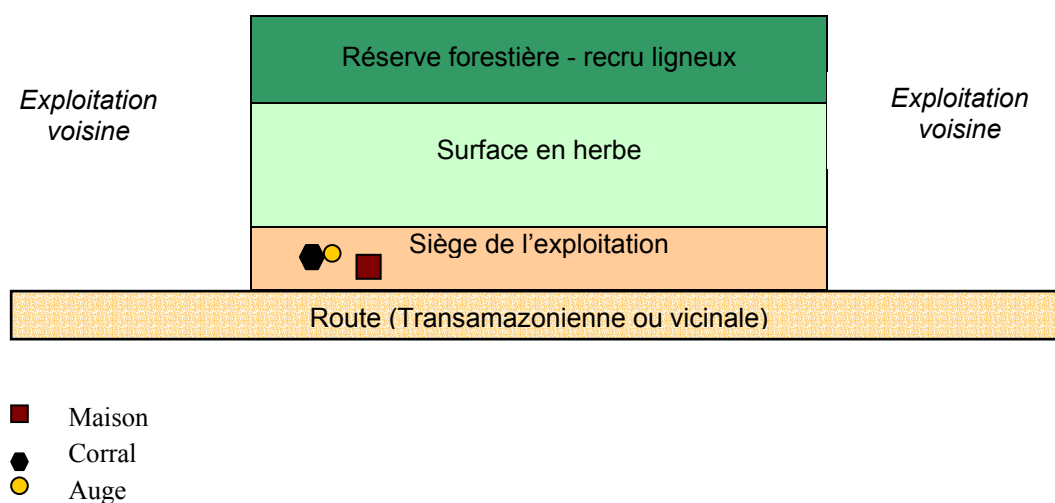 Réserve forestière - recru ligneux
Exploitation
voisine
Exploitation
voisine
Surface en herbe
Siège de l’exploitation
Route (Transamazonienne ou vicinale)
Maison
Corral
Auge